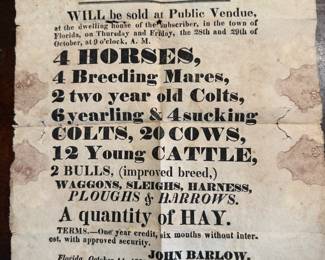 WILL be sold at Public Vendue,
at the dwelling house of the subscriber, in the town of
Florida, on Thursday and Friday, the 28th and 29th of
October, at 9 o'clock, A. M.
4 HORSES,
4 Breeding Mares,
2 two year old Colts,
6 yearling & 4 sucking
COLTS, 20 COWS,
12 Young CATTLE,
2 BULLS, (improved breed,)
WAGGONS, SLEIGHS, HARNESS,
PLOUGHS & HARROWS.
A quantity of HAY.
TERMS.—One year credit, six months without inter-
est, with approved security.
JOHN BARLOW.
Florida, October